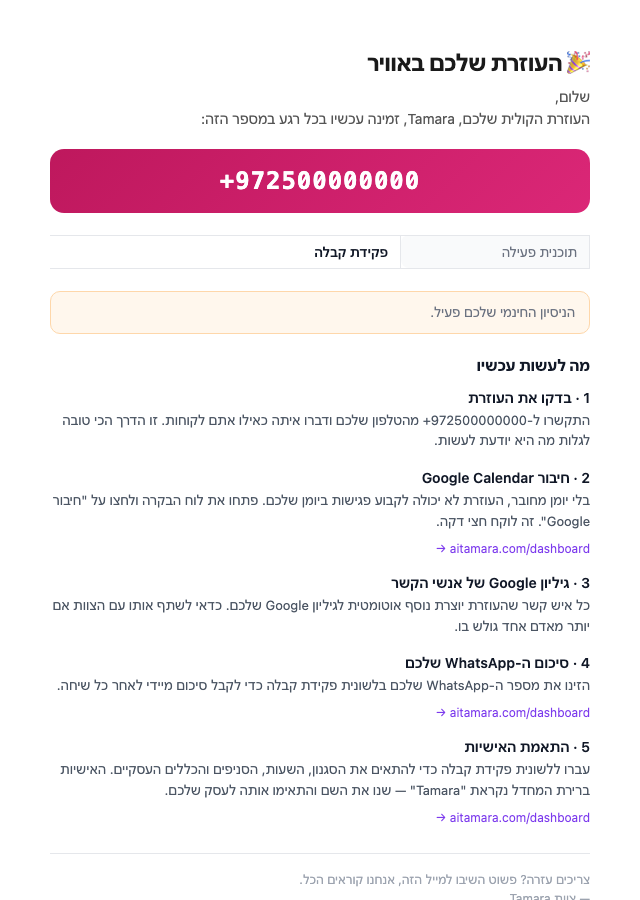 🎉 העוזרת שלכם באוויר
שלום,
העוזרת הקולית שלכם, Tamara, זמינה עכשיו בכל רגע במספר הזה:
+972500000000
תוכנית פעילה
פקידת קבלה
הניסיון החינמי שלכם פעיל.
מה לעשות עכשיו
1 · בדקו את העוזרת
התקשרו ל-972500000000+ מהטלפון שלכם ודברו איתה כאילו אתם לקוחות. זו הדרך הכי טובה
לגלות מה היא יודעת לעשות.
2 · חיבור Google Calendar
בלי יומן מחובר, העוזרת לא יכולה לקבוע פגישות ביומן שלכם. פתחו את לוח הבקרה ולחצו על "חיבור
Google". זה לוקח חצי דקה.
aitamara.com/dashboard →
3 · גיליון Google של אנשי הקשר
כל איש קשר שהעוזרת יוצרת נוסף אוטומטית לגיליון Google שלכם. כדאי לשתף אותו עם הצוות אם
יותר מאדם אחד גולש בו.
4 · סיכום ה-WhatsApp שלכם
הזינו את מספר ה-WhatsApp שלכם בלשונית פקידת קבלה כדי לקבל סיכום מיידי לאחר כל שיחה.
aitamara.com/dashboard →
5 · התאמת האישיות
עברו ללשונית פקידת קבלה כדי להתאים את הסגנון, השעות, הסניפים והכללים העסקיים. האישיות
ברירת המחדל נקראת "Tamara" — שנו את השם והתאימו אותה לעסק שלכם.
aitamara.com/dashboard →
צריכים עזרה? פשוט השיבו למייל הזה, אנחנו קוראים הכל.
— צוות Tamara